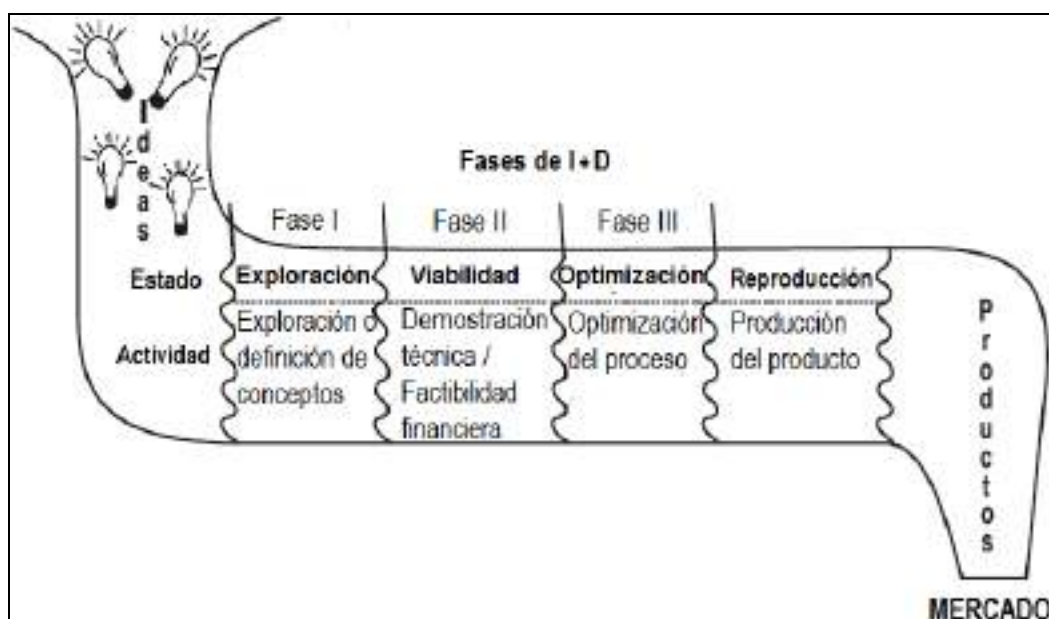 Ideas
Fases de I+D
Fase I
Fase II
Fase III
Estado
Exploración
Viabilidad
Optimización
Reproducción
Actividad
Exploración o
definición de
conceptos
Demostración
técnica /
Factibilidad
financiera
Optimización
del proceso
Producción
del producto
Productos
MERCADO